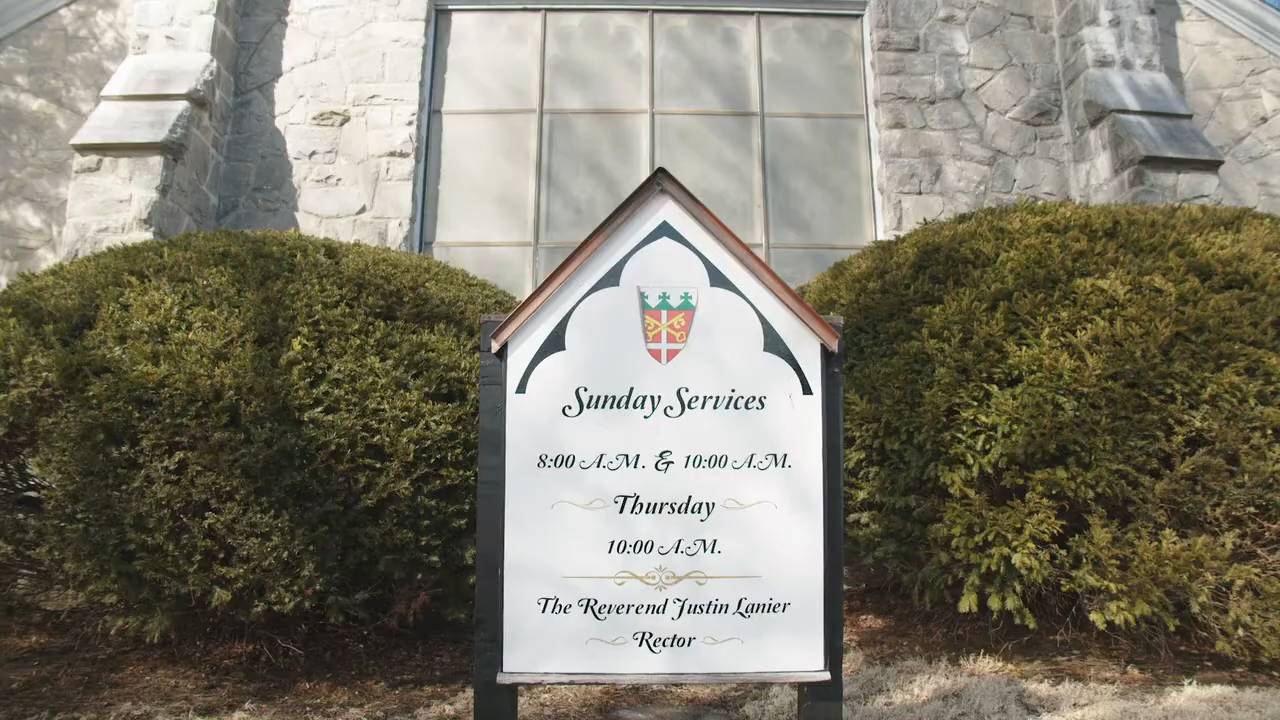 Sunday Services
8:00 A.M. & 10:00 A.M.
Thursday
10:00 A.M.
The Reverend Justin Lanier
Rector